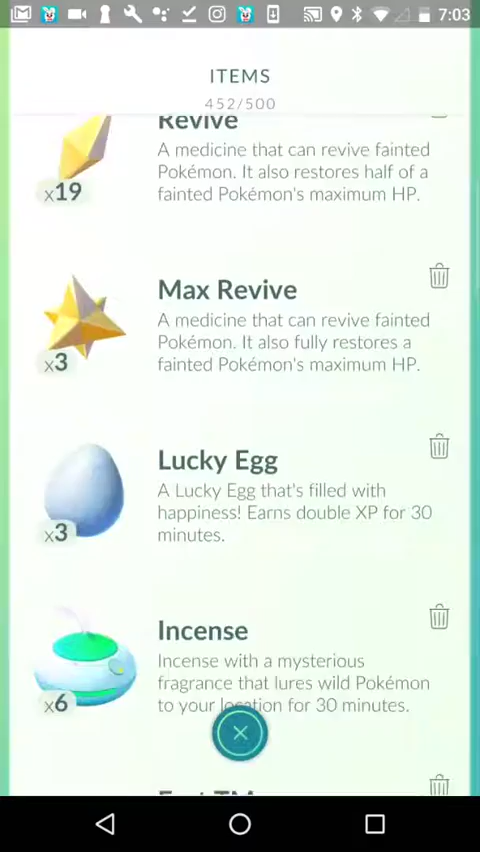 7:03
ITEMS
452/500
Revive
A medicine that can revive fainted
Pokémon. It also restores half of a
fainted Pokémon's maximum HP.
x19
Max Revive
A medicine that can revive fainted
Pokémon. It also fully restores a
fainted Pokémon's maximum HP.
x3
Lucky Egg
A Lucky Egg that's filled with
happiness! Earns double XP for 30
minutes.
x3
Incense
Incense with a mysterious
fragrance that lures wild Pokémon
to your location for 30 minutes.
x6
Fast TM